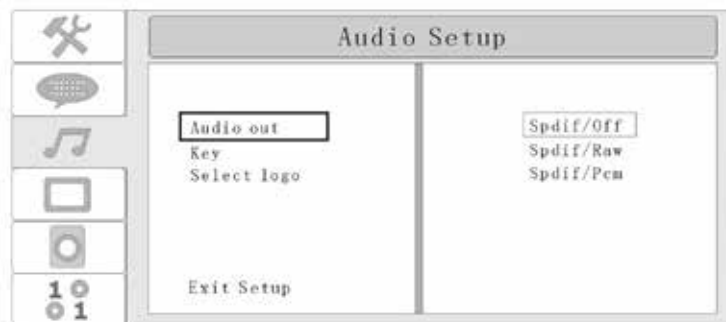 Audio Setup
Audio out
Key
Select logo
Exit Setup
Spdif/Off
Spdif/Raw
Spdif/Pcm
1 0
0 1